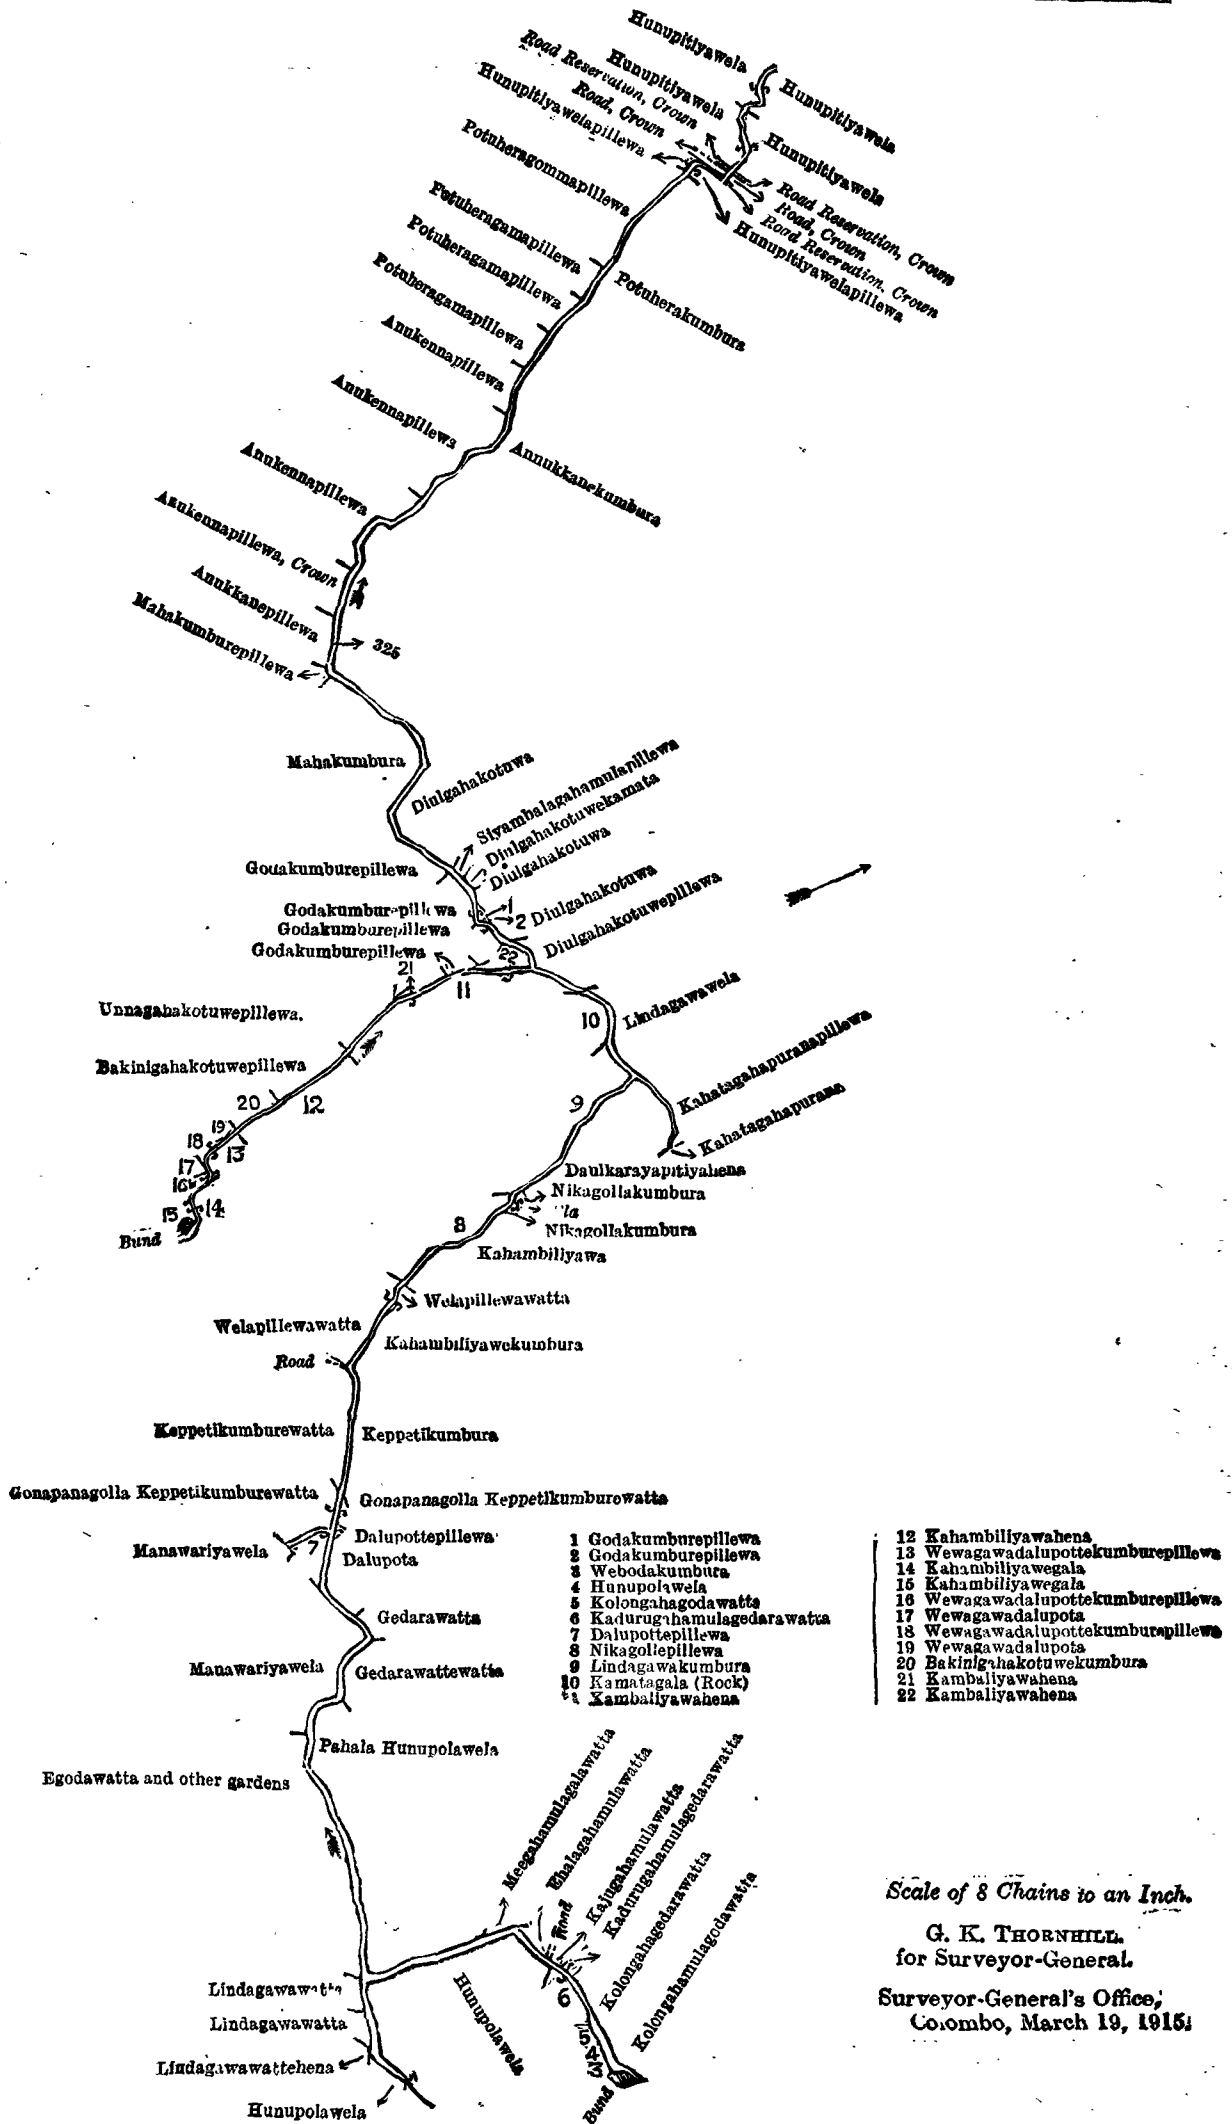 Hunupitiyawela
Hunupitiyawela
Road Reservation, Crown
Hunupitiyawela
Road, Crown
Hunupitiyawelapillewa
Hunupitiyawela
Potuheragommapillewa
Road Reservation, Crown
Road, Crown
Road Reservation, Crown
Hunupitiyawelapillewa
Potuheragamapillewa
Potuheragamapillewa
Potuherakumbura
Potuheragamapillewa
Anukennapillewa
Anukennapillewa
Annukkanekumbura
Anukennapillewa
Anukennapillewa, Crown
Anukkanepillewa
325
Mahakumburepillewa
Mahakumbura
Diulgahakotuwa
Siyambalagahamulapillewa
Diulgahakotuwekamata
Diulgahakotuwa
Godakumburepillewa
Godakumburepillewa
1
2
Diulgahakotuwa
Godakumburepillewa
Diulgahakotuwepillewa
Godakumburepillewa
22
21
11
Unnagahakotuwepillewa.
10
Lindagawawela
Bakinigahakotuwepillewa
20
12
9
Kahatagahapuranapillewa
19
18
13
Kahatagahapurana
17
16
Daulkarayapitiyahena
Nikagollakumbura
15
14
Bund
8
Nikagollakumbura
Kahambiliyawa
Welapillewawatta
Welapillewawatta
Kahambiliyawekumbura
Road
Keppetikumburewatta
Keppetikumbura
Gonapanagolla Keppetikumburewatta
Gonapanagolla Keppetikumburewatta
Manawariyawela
7
Dalupottepillewa
Dalupota
1 Godakumburepillewa
2 Godakumburepillewa
3 Webodakumbura
4 Hunupolawela
5 Kolongahagodawatta
6 Kadurugahamulagedarawatta
7 Dalupottepillewa
8 Nikagollepillewa
9 Lindagawakumbura
10 Kamatagala (Rock)
11 Kambaliyawahena
12 Kahambiliyawahena
13 Wewagawadalupottekumburepillewa
14 Kahambiliyawegala
15 Kahambiliyawegala
16 Wewagawadalupottekumburepillewa
17 Wewagawadalupota
18 Wewagawadalupottekumburepillewa
19 Wewagawadalupota
20 Bakinigahakotuwekumbura
21 Kambaliyawahena
22 Kambaliyawahena
Gedarawatta
Manawariyawela
Gedarawattewatta
Pahala Hunupolawela
Egodawatta and other gardens
Meegahamulagalawatta
Ehalagahamulawatta
Road
Kajugahamulawatta
Kadurugahamulagedarawatta
Kolongahagedarawatta
Kolongahamulagodawatta
6
5
4
3
Bund
Hunupolawela
Lindagawawatta
Lindagawawatta
Lindagawawattehena
Hunupolawela
Scale of 8 Chains to an Inch.
G. K. THORNHILL.
for Surveyor-General.
Surveyor-General's Office,
Colombo, March 19, 1915.